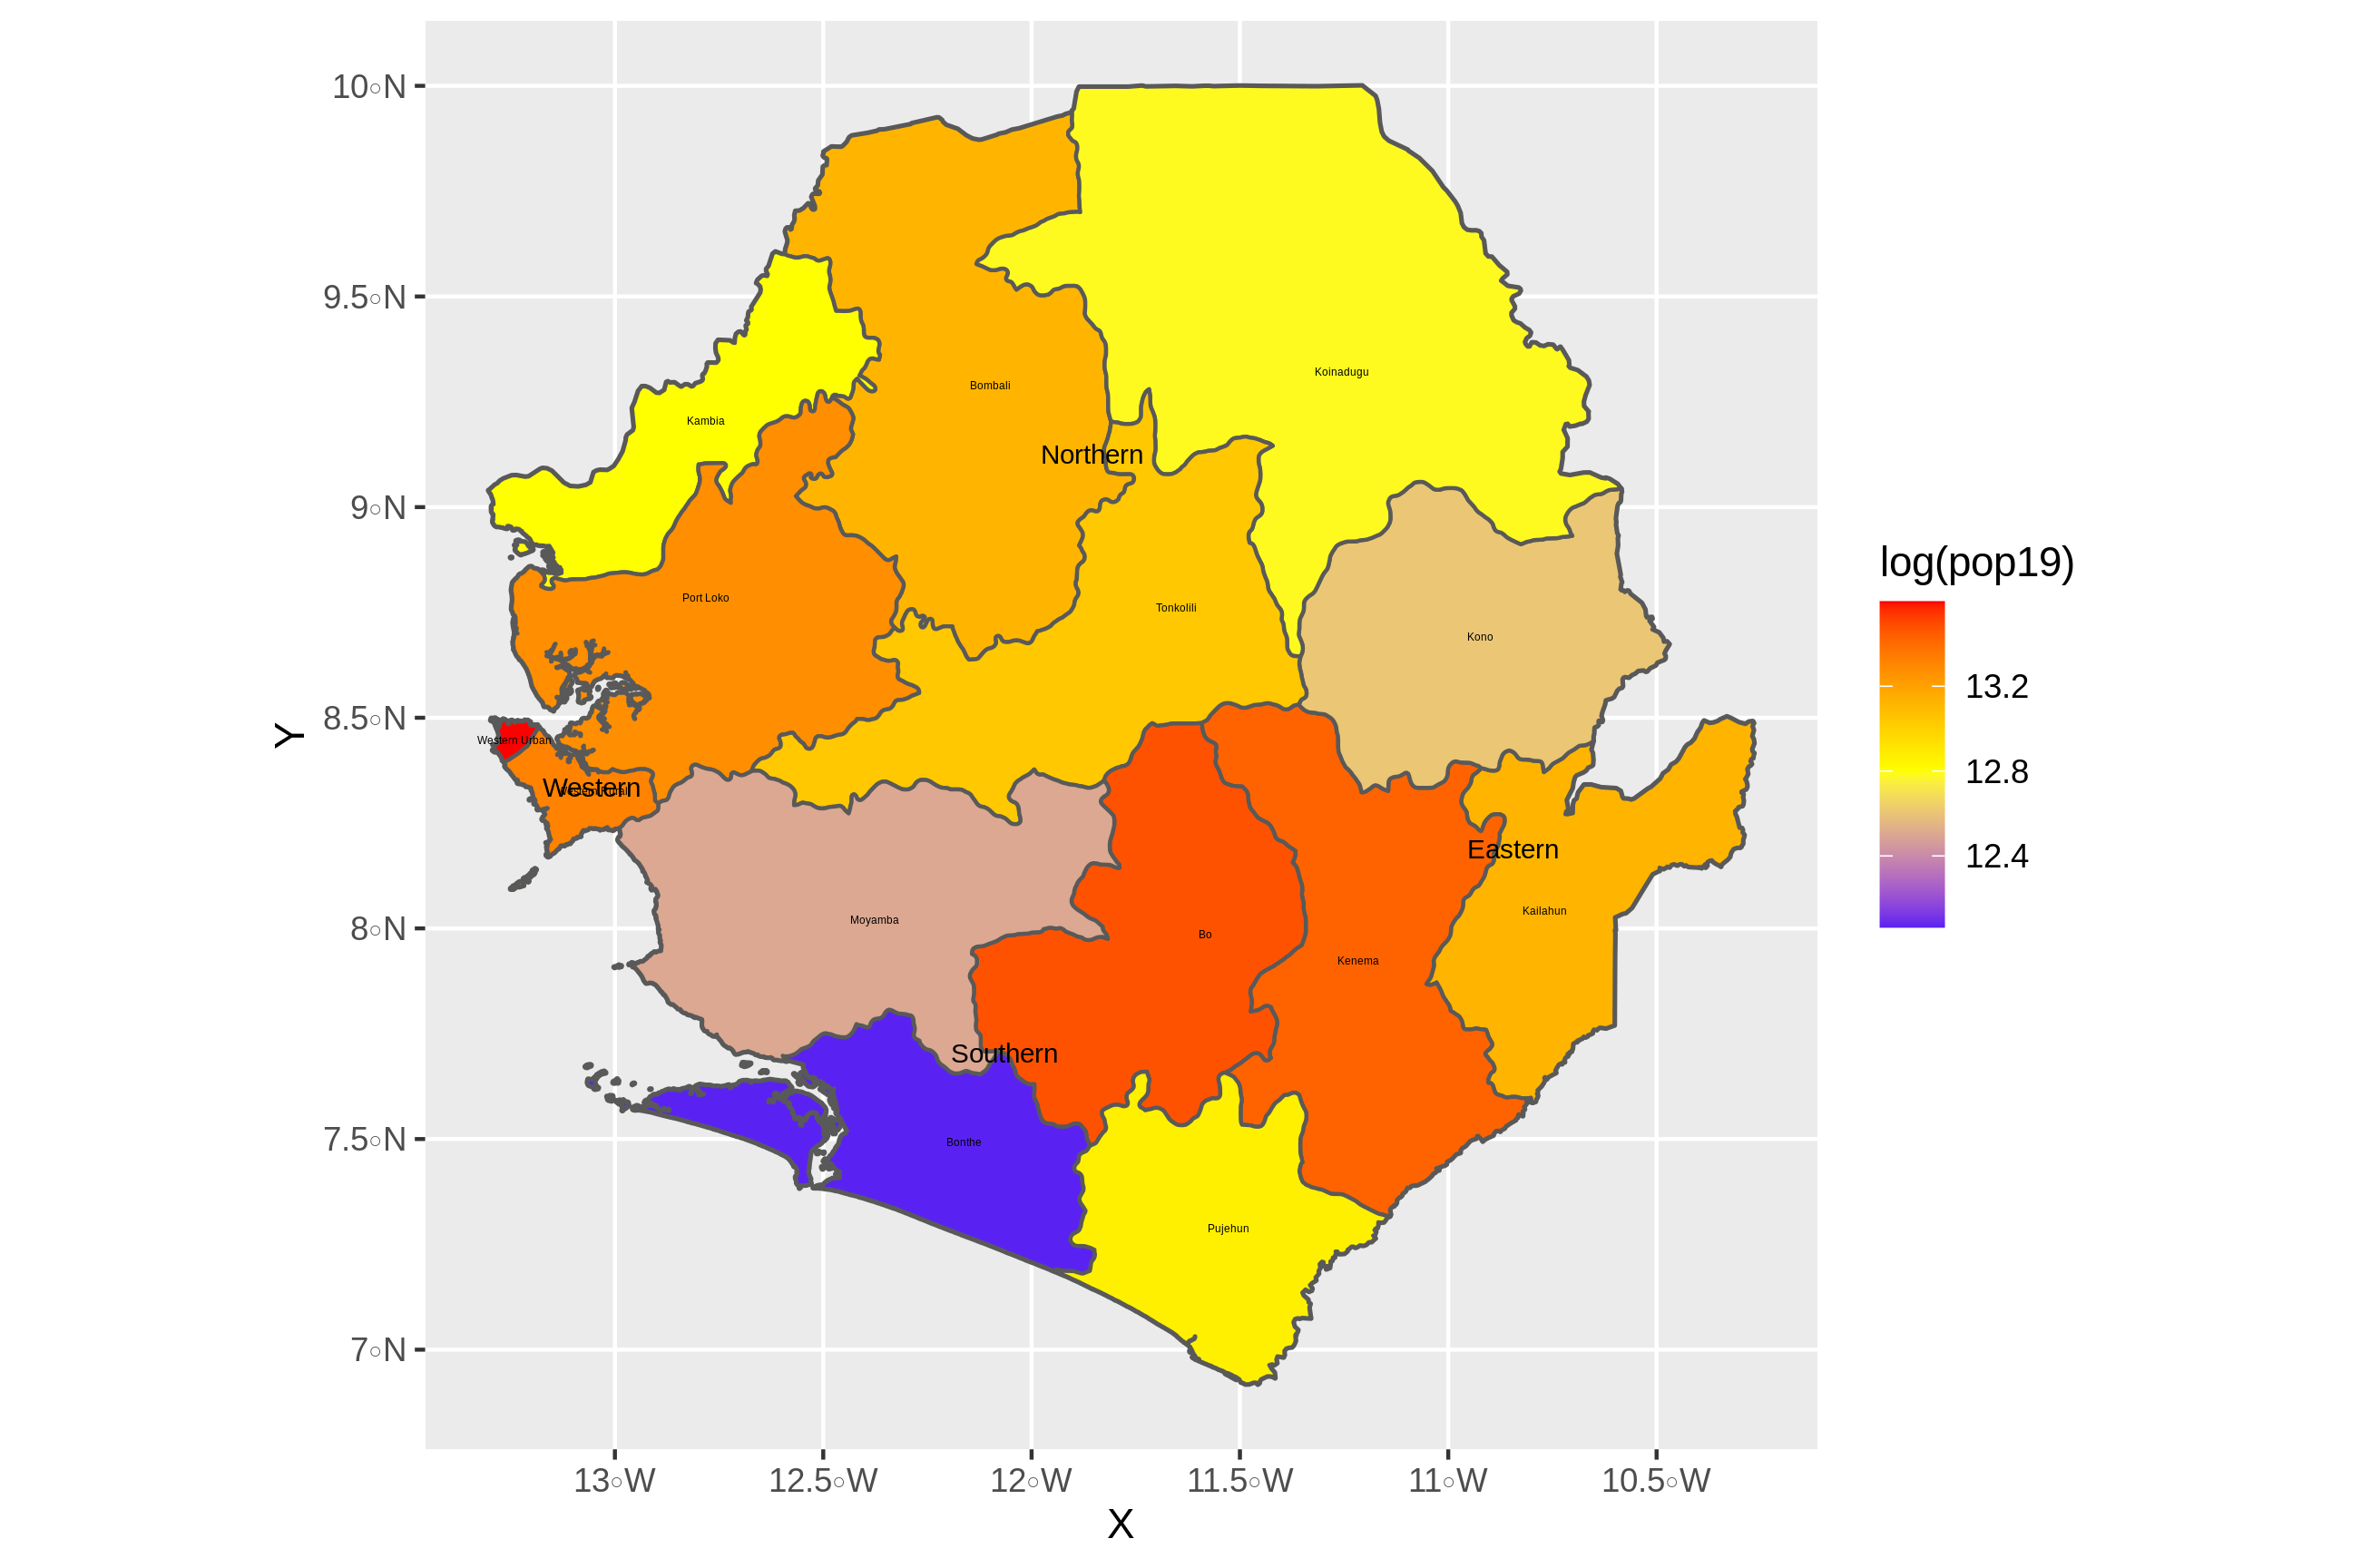 10◦N
9.5◦N
9◦N
8.5◦N
8◦N
7.5◦N
7◦N
Y
Koinadugu
Bombali
Kambia
Northern
Port Loko
Tonkolili
Kono
Western Urban
Western
Western Rural
Eastern
Kailahun
Moyamba
Bo
Kenema
Southern
Bonthe
Pujehun
13◦W
12.5◦W
12◦W
11.5◦W
11◦W
10.5◦W
X
log(pop19)
13.2
12.8
12.4